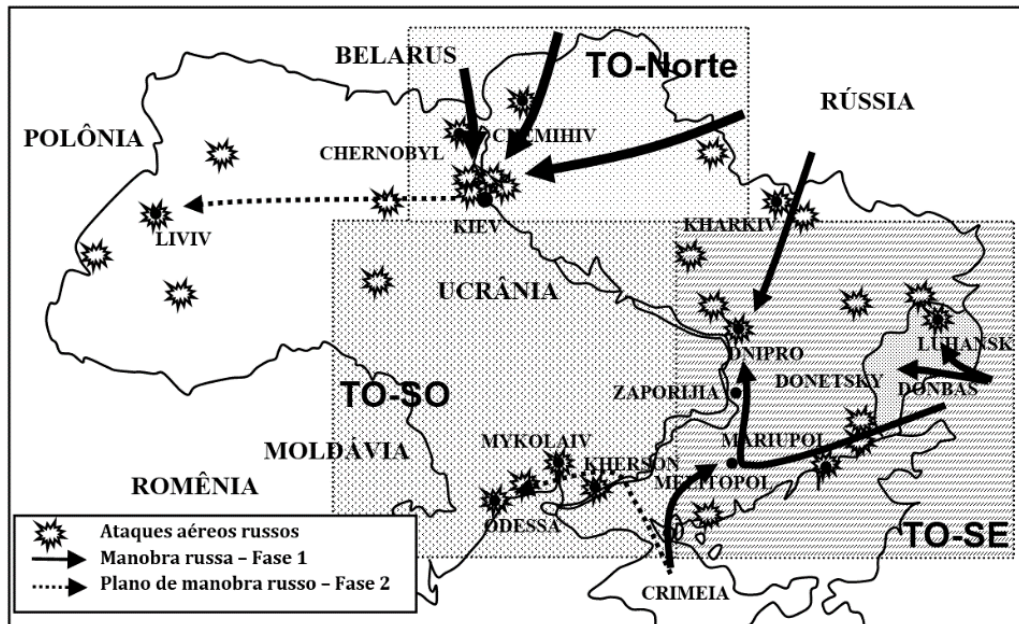 BELARUS
TO-Norte
RÚSSIA
POLÔNIA
CHERNOBYL
KIEV
LIVIV
KHARKIV
UCRÂNIA
LUHANSK
DNIPRO
TO-SO
ZAPORIJIA
DONETSKY
DONBAS
MOLDÁVIA
MYKOLAIV
MARIUPOL
KHERSON
MELITOPOL
ROMÊNIA
ODESSA
TO-SE
CRIMEIA
Ataques aéreos russos
Manobra russa – Fase 1
Plano de manobra russo – Fase 2